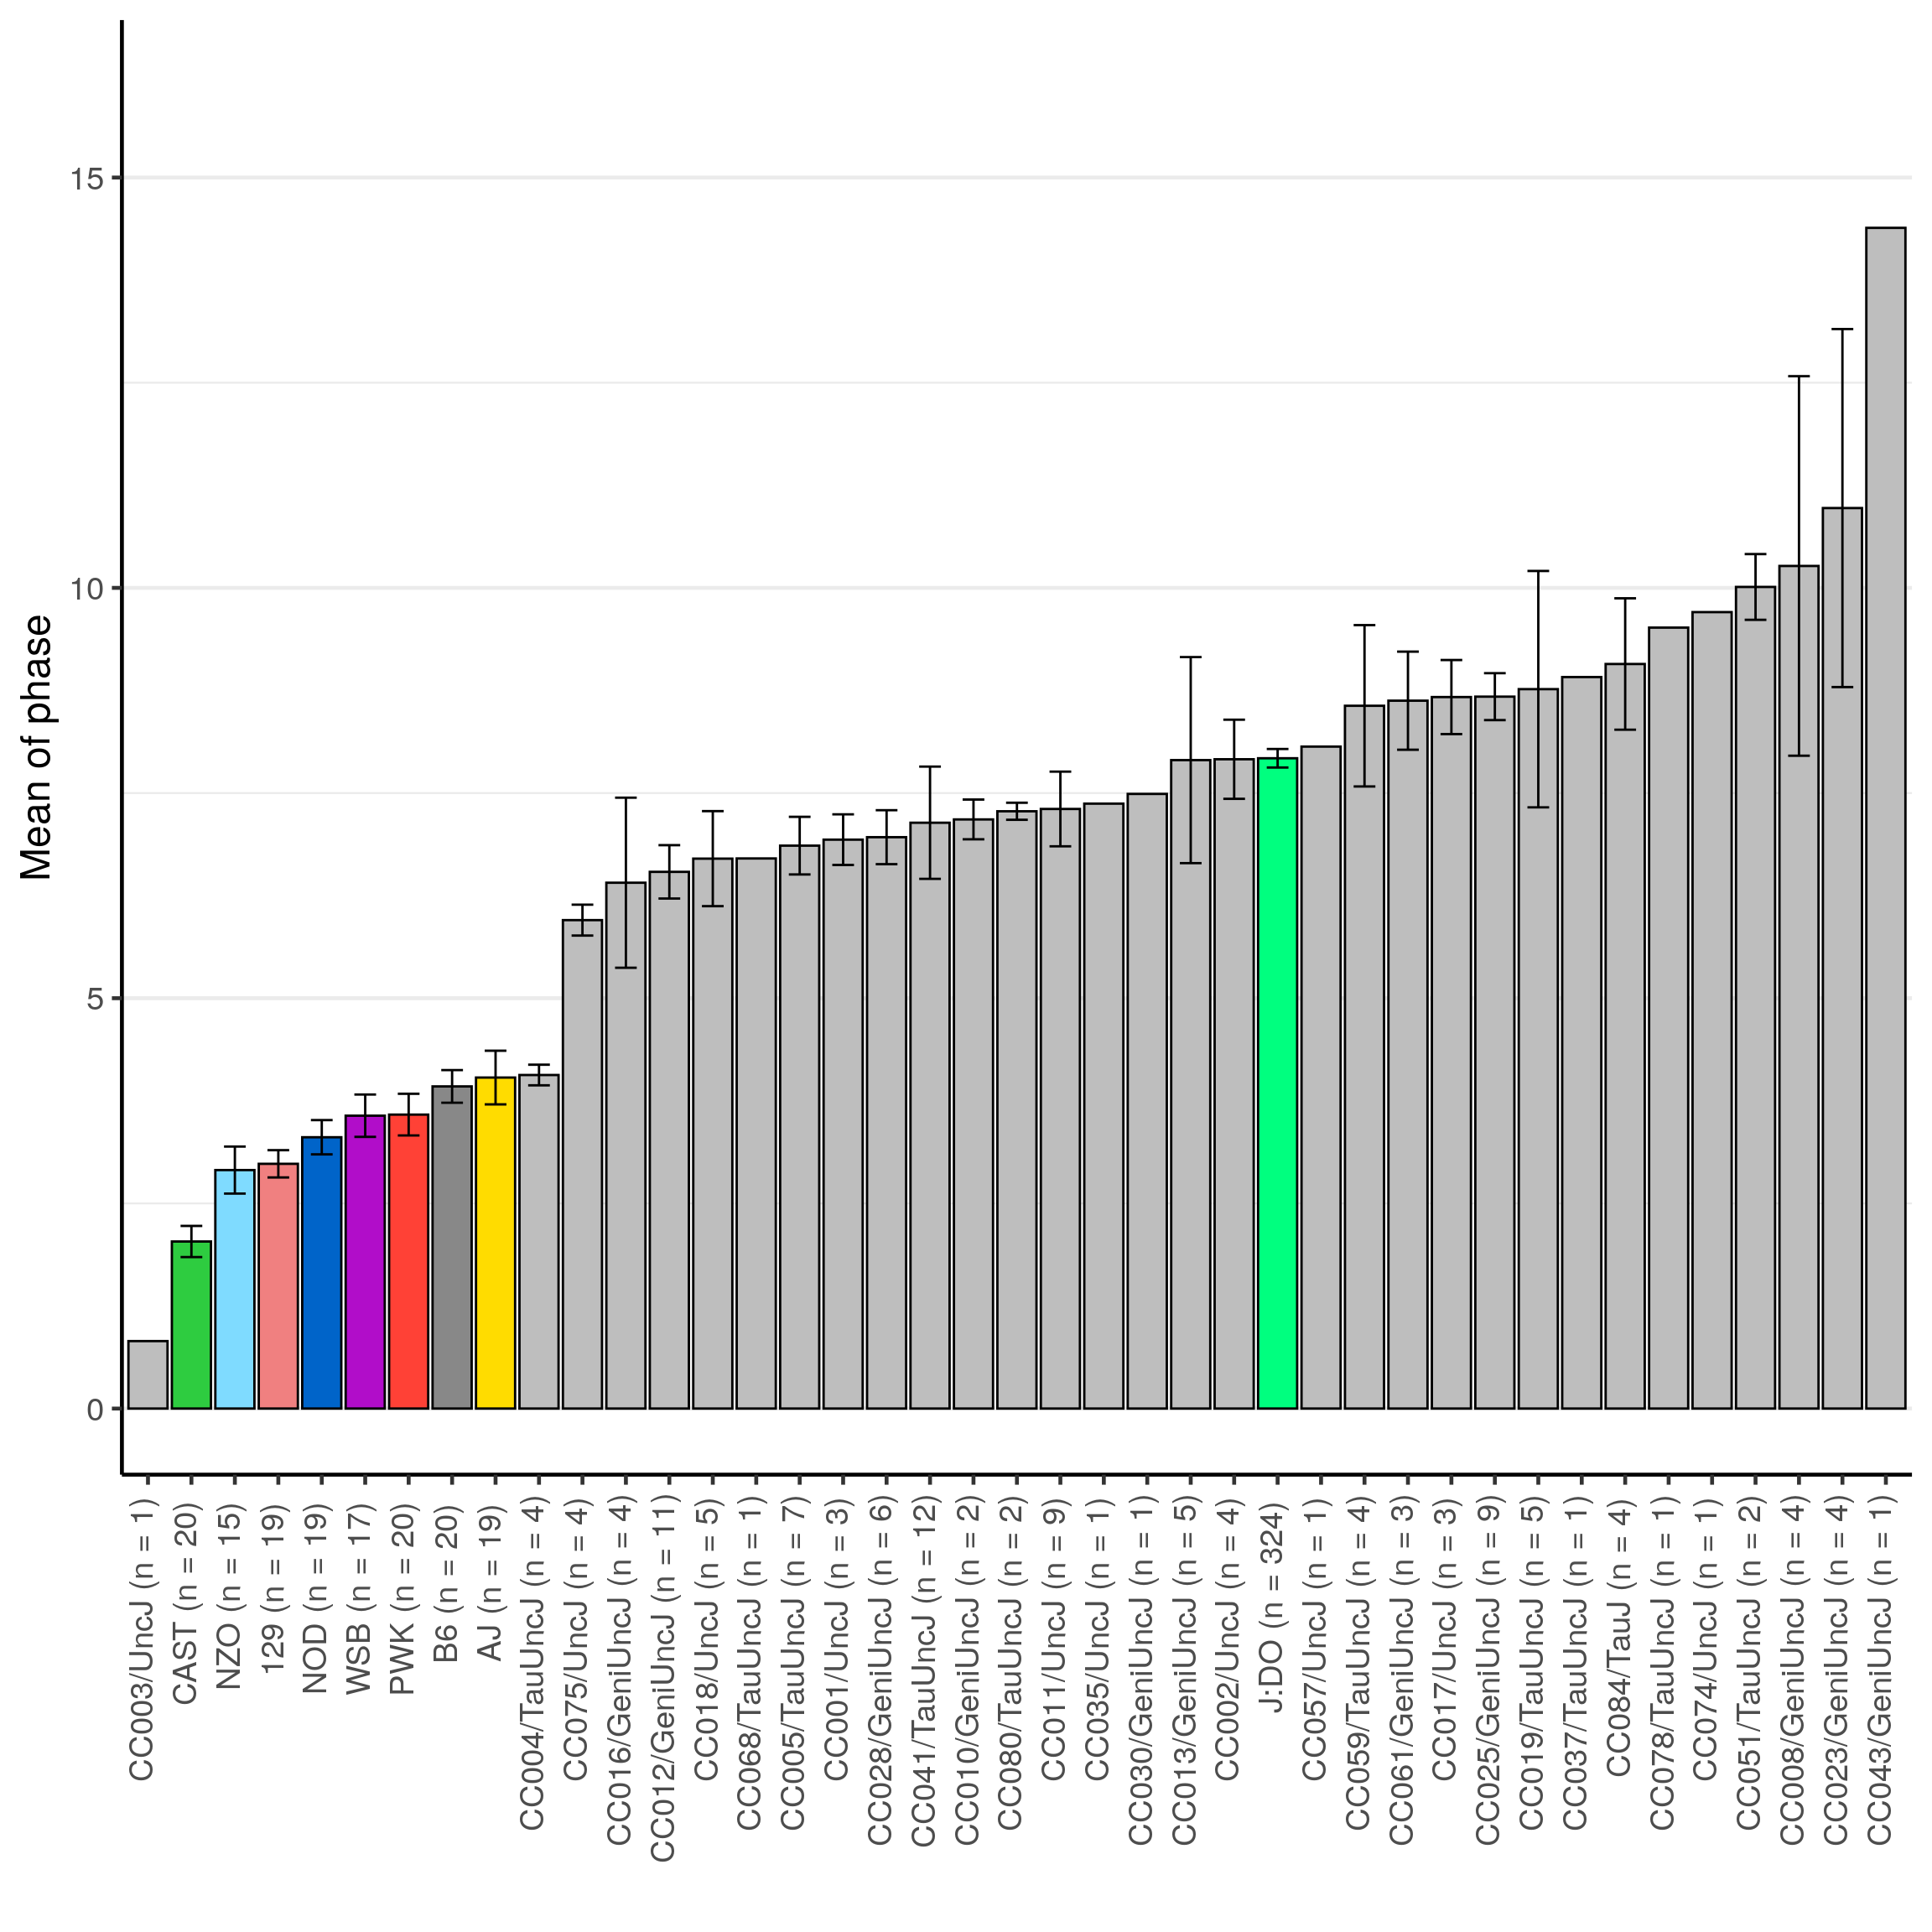 Mean of phase
15
10
5
0
CC003/UncJ (n = 1)
CAST (n = 20)
NZO (n = 15)
129 (n = 19)
NOD (n = 19)
WSB (n = 17)
PWK (n = 20)
B6 (n = 20)
AJ (n = 19)
CC004/TauUncJ (n = 4)
CC075/UncJ (n = 4)
CC016/GeniUncJ (n = 4)
CC012/GeniUncJ (n = 11)
CC018/UncJ (n = 5)
CC068/TauUncJ (n = 1)
CC005/TauUncJ (n = 7)
CC001/UncJ (n = 3)
CC028/GeniUncJ (n = 6)
CC041/TauUncJ (n = 12)
CC010/GeniUncJ (n = 2)
CC080/TauUncJ (n = 2)
CC011/UncJ (n = 9)
CC035/UncJ (n = 1)
CC030/GeniUncJ (n = 1)
CC013/GeniUncJ (n = 5)
CC002/UncJ (n = 4)
J:DO (n = 324)
CC057/UncJ (n = 1)
CC059/TauUncJ (n = 4)
CC061/GeniUncJ (n = 3)
CC017/UncJ (n = 3)
CC025/GeniUncJ (n = 9)
CC019/TauUncJ (n = 5)
CC037/TauUncJ (n = 1)
CC084/TauJ (n = 4)
CC078/TauUncJ (n = 1)
CC074/UncJ (n = 1)
CC051/TauUncJ (n = 2)
CC008/GeniUncJ (n = 4)
CC023/GeniUncJ (n = 4)
CC043/GeniUncJ (n = 1)